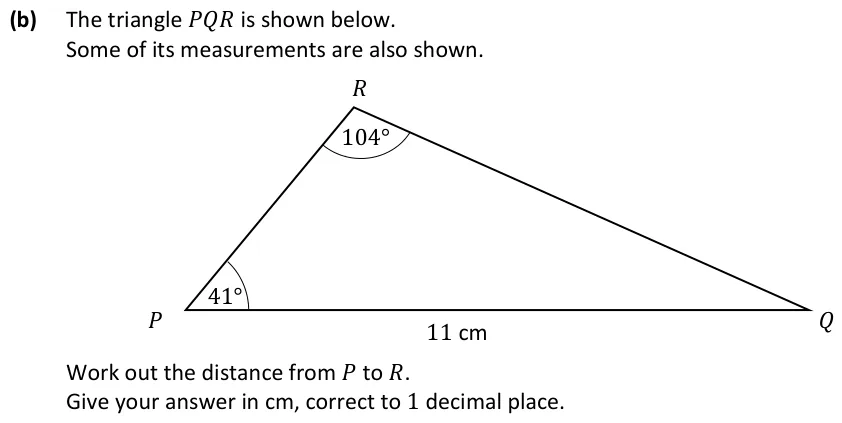 (b) The triangle PQR is shown below.
Some of its measurements are also shown.
R
104°
41°
P
Q
11 cm
Work out the distance from P to R.
Give your answer in cm, correct to 1 decimal place.